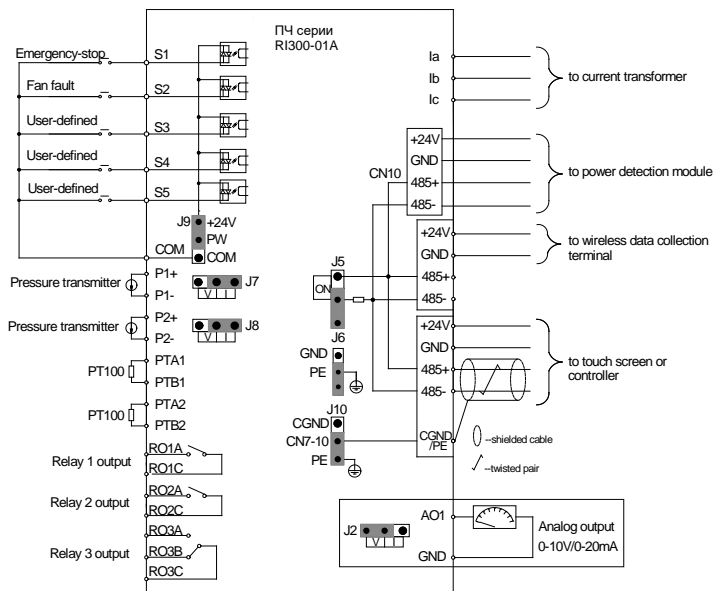 ПЧ серии
RI300-01A
Emergency-stop
S1
Fan fault
S2
User-defined
S3
User-defined
S4
User-defined
S5
J9
+24V
PW
COM
COM
Pressure transmitter
P1+
P1-
J7
V I
Pressure transmitter
P2+
P2-
J8
V I
PT100
PTA1
PTB1
PT100
PTA2
PTB2
Relay 1 output
RO1A
RO1C
Relay 2 output
RO2A
RO2C
Relay 3 output
RO3A
RO3B
RO3C
Ia
Ib
Ic
to current transformer
CN10
+24V
GND
485+
485-
to power detection module
+24V
GND
485+
485-
to wireless data collection
terminal
J5
ON
J6
GND
PE
+24V
GND
485+
485-
CGND
/PE
to touch screen or
controller
J10
CGND
CN7-10
PE
--shielded cable
--twisted pair
J2
V I
AO1
GND
Analog output
0-10V/0-20mA